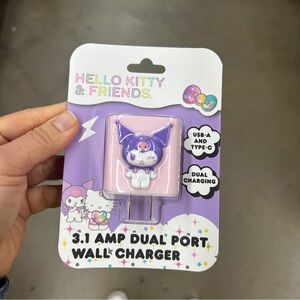 HELLO KITTY
& FRIENDS
USB-A
AND
TYPE-C
DUAL
CHARGING
3.1 AMP DUAL PORT
WALL CHARGER